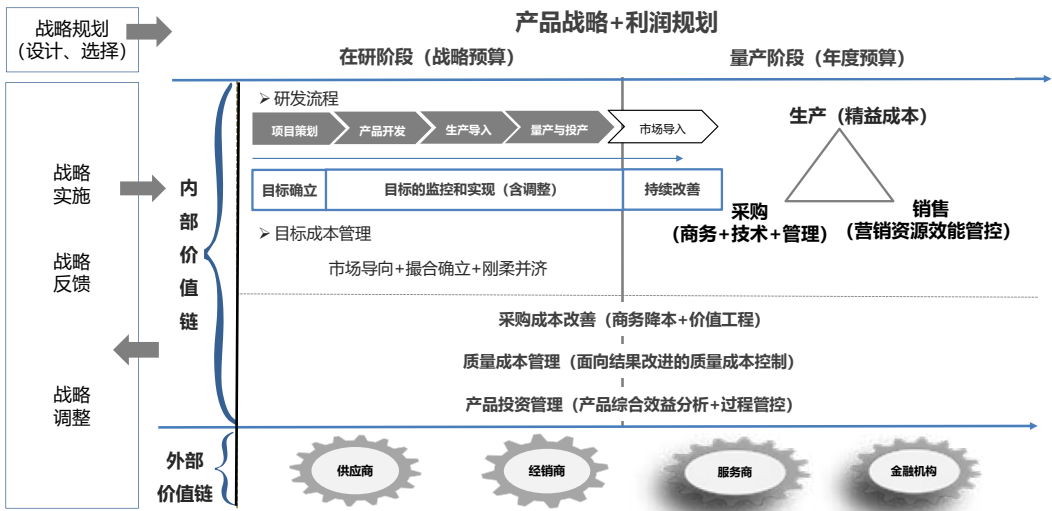 战略规划
（设计、选择）
产品战略+利润规划
在研阶段（战略预算）
量产阶段（年度预算）
战略
实施
战略
反馈
战略
调整
内
部
价
值
链
➢ 研发流程
项目策划
产品开发
生产导入
量产与投产
市场导入
目标确立
目标的监控和实现（含调整）
持续改善
➢ 目标成本管理
市场导向+撮合确立+刚柔并济
生产（精益成本）
采购
（商务+技术+管理）
销售
（营销资源效能管控）
采购成本改善（商务降本+价值工程）
质量成本管理（面向结果改进的质量成本控制）
产品投资管理（产品综合效益分析+过程管控）
外部
价值链
供应商
经销商
服务商
金融机构